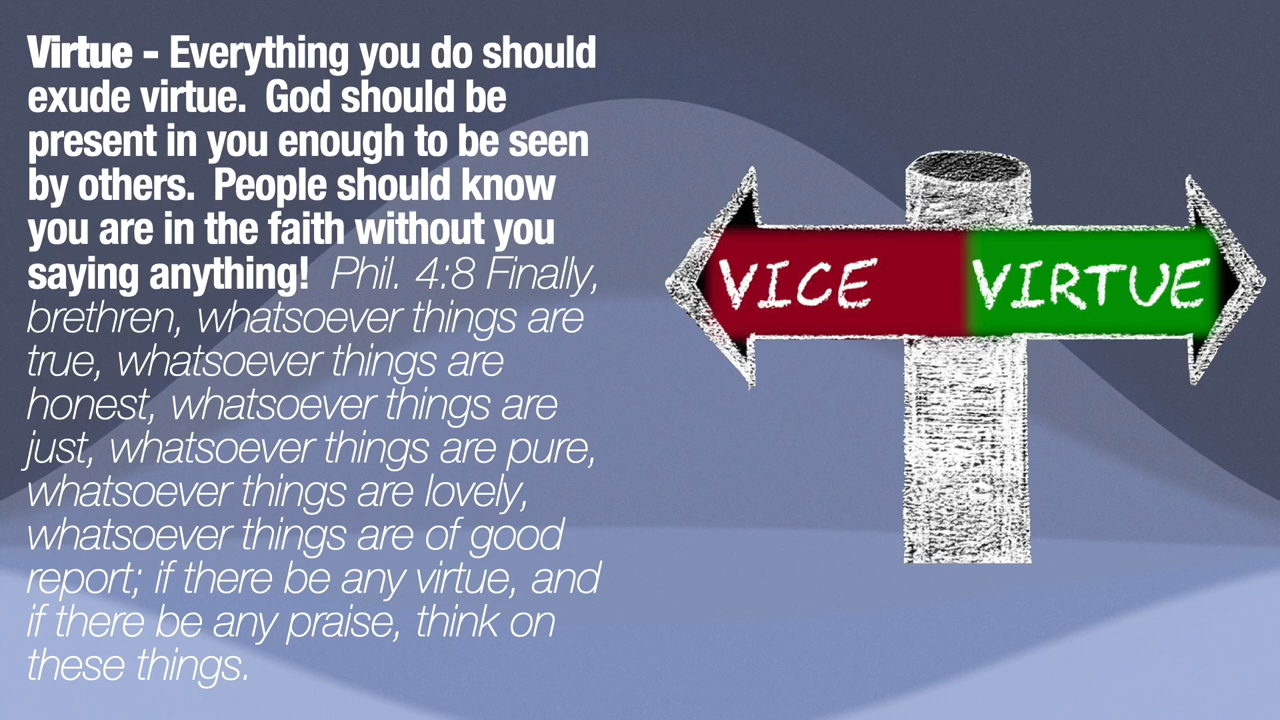 Virtue - Everything you do should
exude virtue.  God should be
present in you enough to be seen
by others.  People should know
you are in the faith without you
saying anything!  Phil. 4:8 Finally,
brethren, whatsoever things are
true, whatsoever things are
honest, whatsoever things are
just, whatsoever things are pure,
whatsoever things are lovely,
whatsoever things are of good
report; if there be any virtue, and
if there be any praise, think on
these things.
VICE VIRTUE